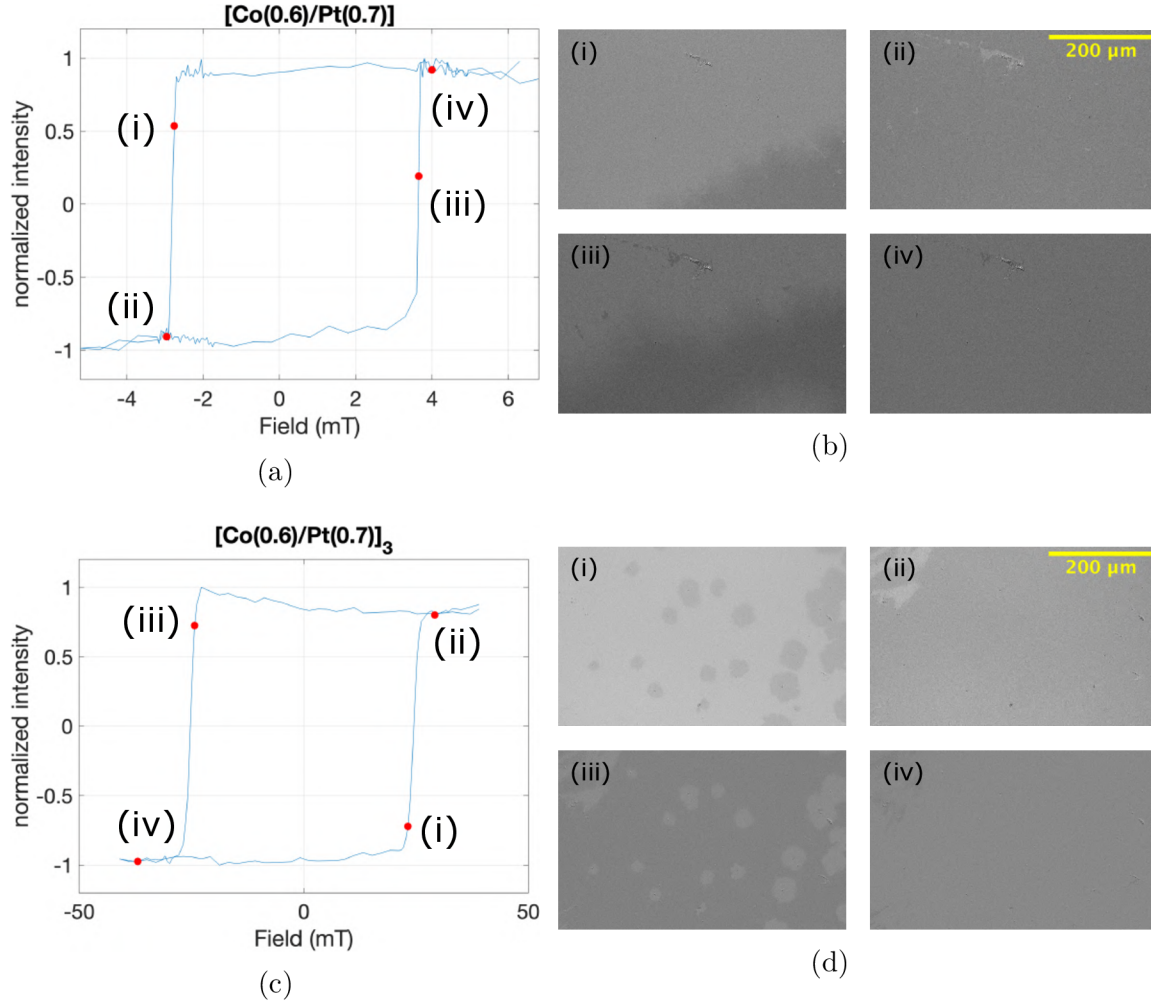 [Co(0.6)/Pt(0.7)]
normalized intensity
1
0.5
0
-0.5
-1
(i)
(ii)
(iii)
(iv)
-4
-2
0
2
4
6
Field (mT)
(a)
(i)
(ii)
200 μm
(iii)
(iv)
(b)
[Co(0.6)/Pt(0.7)]3
normalized intensity
1
0.5
0
-0.5
-1
(iii)
(ii)
(iv)
(i)
-50
0
50
Field (mT)
(c)
(i)
(ii)
200 μm
(iii)
(iv)
(d)